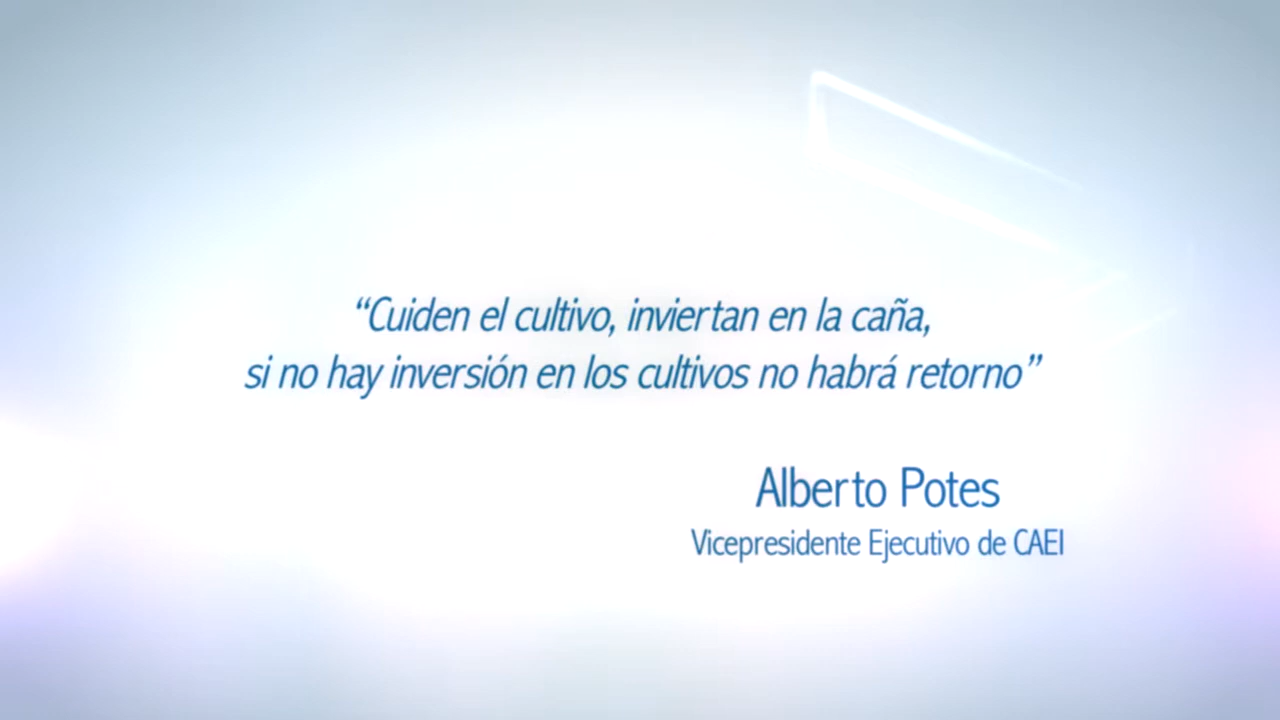 “Cuiden el cultivo, inviertan en la caña,
si no hay inversión en los cultivos no habrá retorno”
Alberto Potes
Vicepresidente Ejecutivo de CAEI